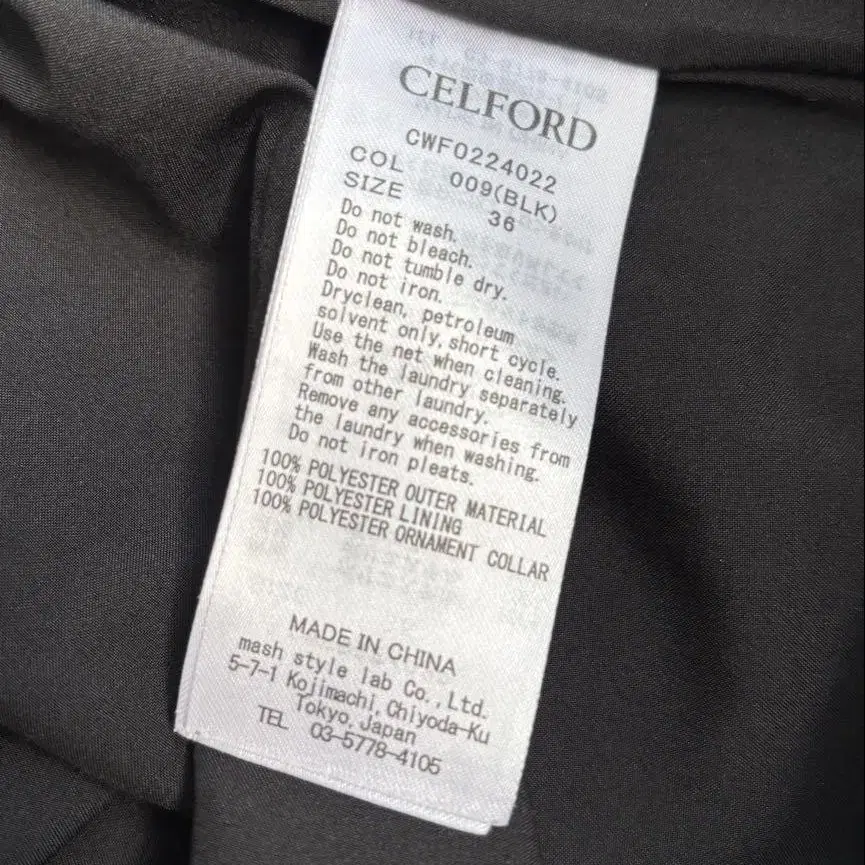 CELFORD
CWF0224022
COL 009(BLK)
SIZE 36
Do not wash.
Do not bleach.
Do not tumble dry.
Do not iron.
Dryclean, petroleum
solvent only, short cycle.
Use the net when cleaning.
Wash the laundry separately
from other laundry.
Remove any accessories from
the laundry when washing.
Do not iron pleats.
100% POLYESTER OUTER MATERIAL
100% POLYESTER LINING
100% POLYESTER ORNAMENT COLLAR
MADE IN CHINA
mash style lab Co.,Ltd.
5-7-1 Kojimachi, Chiyoda-Ku
Tokyo, Japan
TEL 03-5778-4105